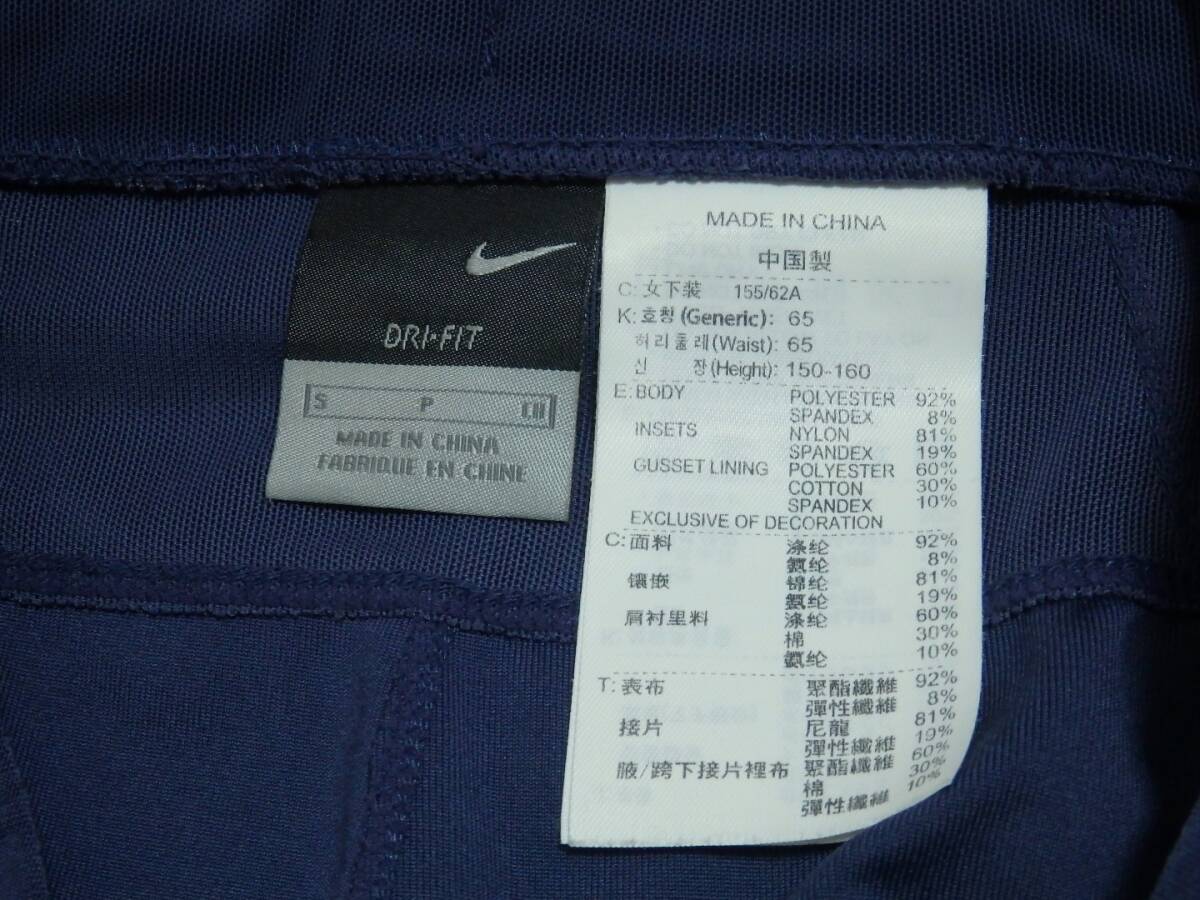 DRI-FIT
S P CH
MADE IN CHINA
FABRIQUE EN CHINE
MADE IN CHINA
中国製
C: 女下装 155/62A
K: 호칭 (Generic): 65
허리둘레 (Waist): 65
신 장 (Height): 150-160
E: BODY POLYESTER 92%
SPANDEX 8%
INSETS NYLON 81%
SPANDEX 19%
GUSSET LINING POLYESTER 60%
COTTON 30%
SPANDEX 10%
EXCLUSIVE OF DECORATION
C: 面料 涤纶 92%
氨纶 8%
镶嵌 锦纶 81%
氨纶 19%
肩衬里料 涤纶 60%
棉 30%
氨纶 10%
T: 表布 聚酯纖維 92%
彈性纖維 8%
接片 尼龍 81%
彈性纖維 19%
腋/跨下接片裡布 聚酯纖維 60%
棉 30%
彈性纖維 10%